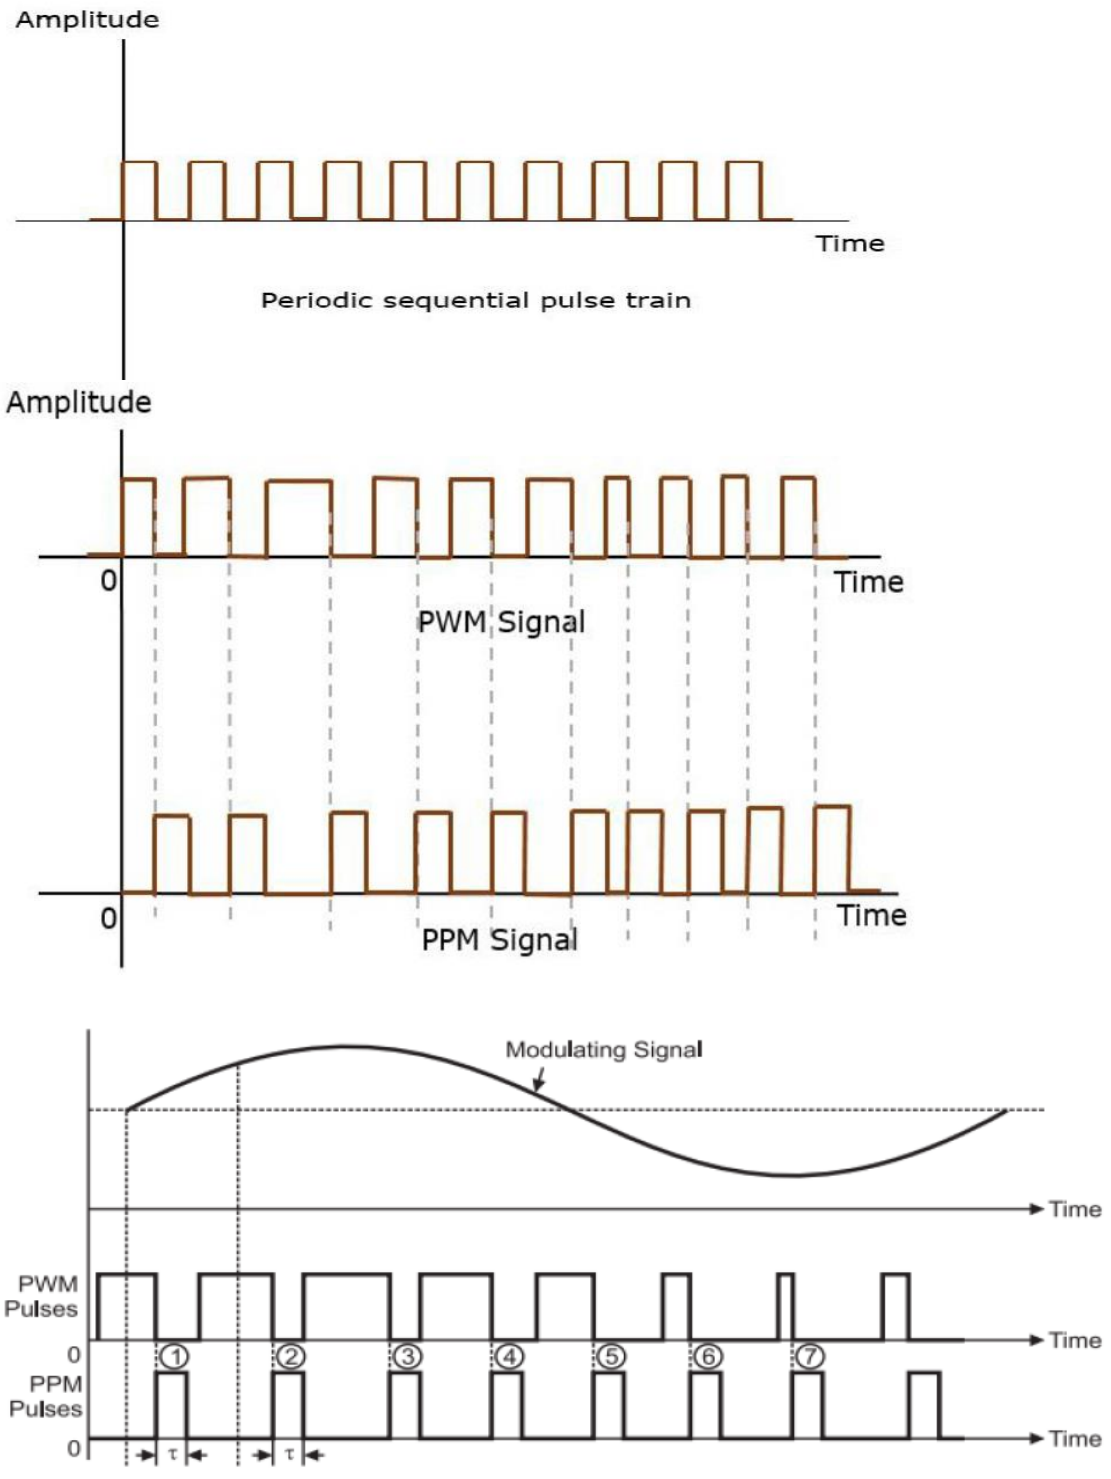 Amplitude
Time
Periodic sequential pulse train
Amplitude
0
Time
PWM Signal
0
Time
PPM Signal
Modulating Signal
Time
PWM
Pulses
0
Time
1 2 3 4 5 6 7
PPM
Pulses
0
Time
τ τ